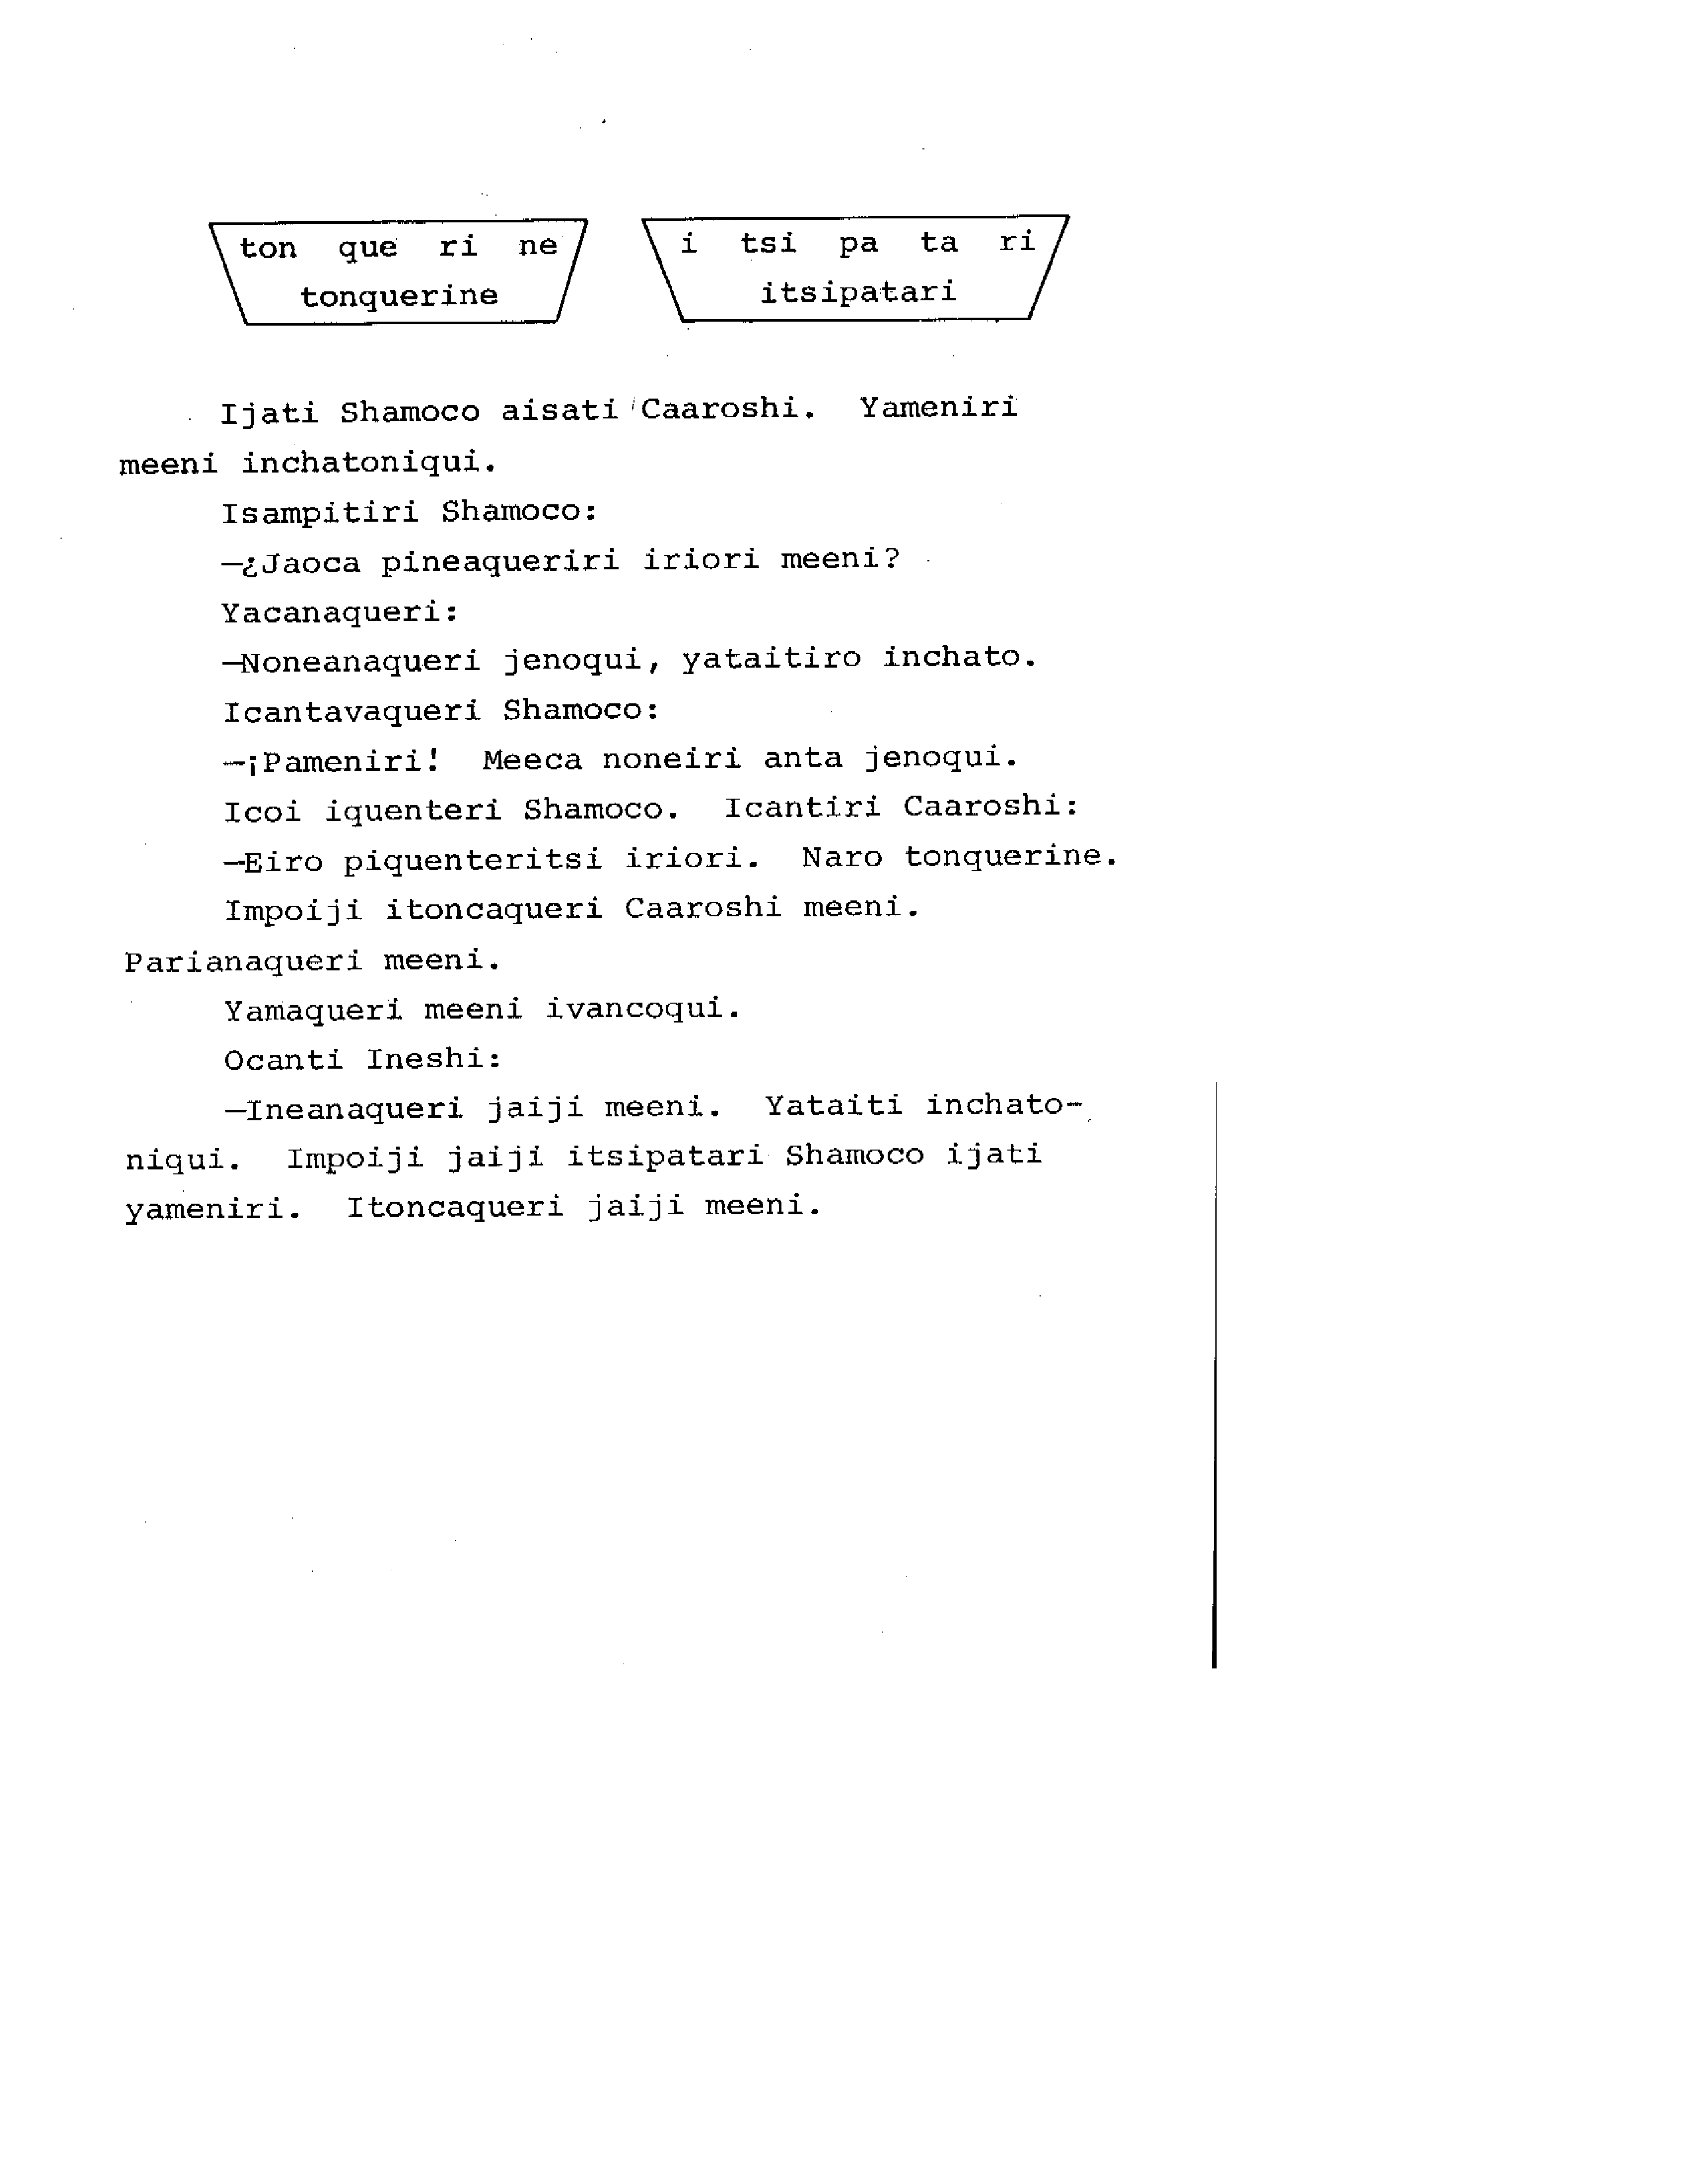 ton que ri ne
tonquerine
i tsi pa ta ri
itsipatari
Ijati Shamoco aisati Caaroshi. Yameniri
meeni inchatoniqui.
Isampitiri Shamoco:
—¿Jaoca pineaqueriri iriori meeni?
Yacanaqueri:
—Noneanaqueri jenoqui, yataitiro inchato.
Icantavaqueri Shamoco:
—¡Pameniri! Meeca noneiri anta jenoqui.
Icoi iquenteri Shamoco. Icantiri Caaroshi:
—Eiro piquenteritsi iriori. Naro tonquerine.
Impoiji itoncaqueri Caaroshi meeni.
Parianaqueri meeni.
Yamaqueri meeni ivancoqui.
Ocanti Ineshi:
—Ineanaqueri jaiji meeni. Yataiti inchato-
niqui. Impoiji jaiji itsipatari Shamoco ijati
yameniri. Itoncaqueri jaiji meeni.